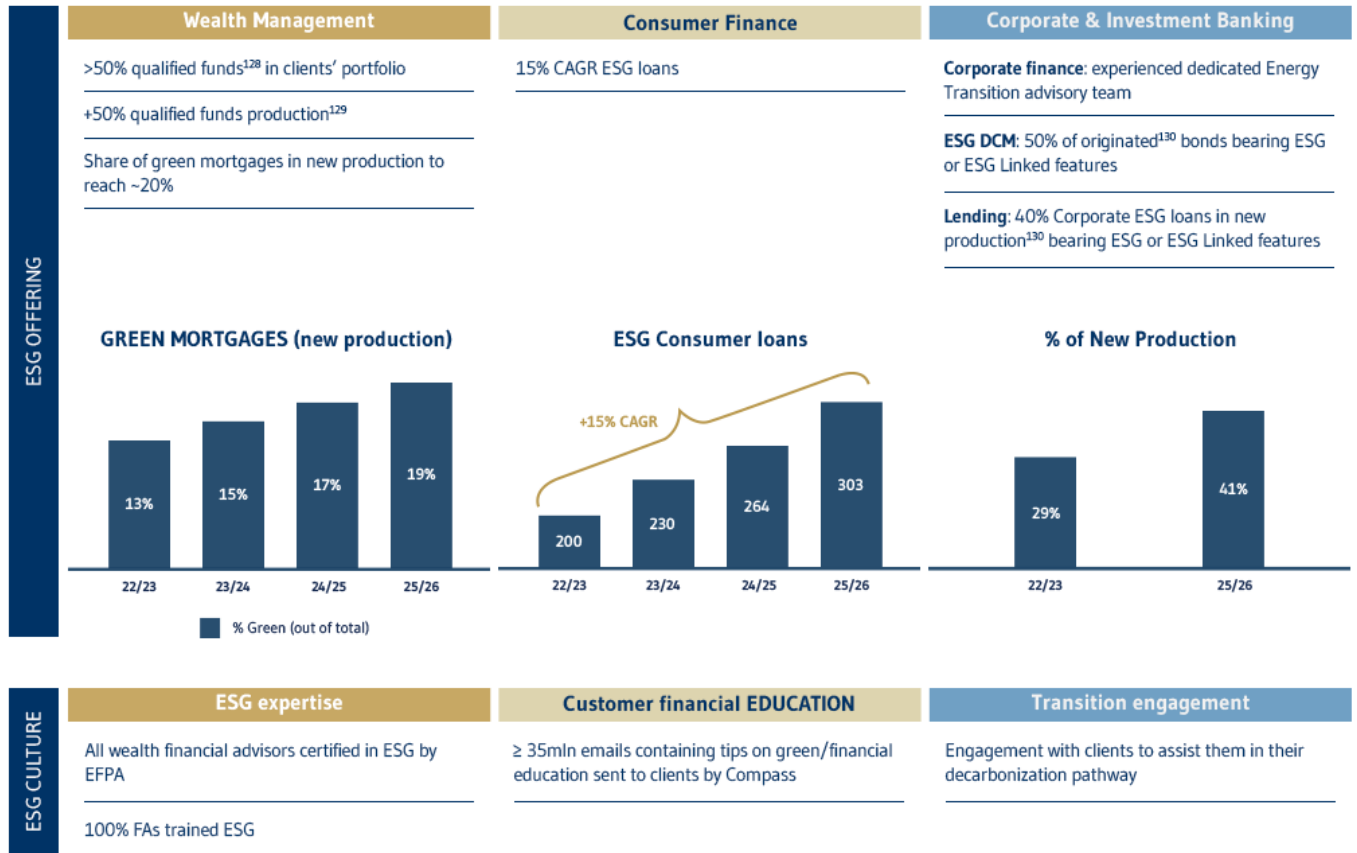 ESG OFFERING
Wealth Management
>50% qualified funds¹²⁸ in clients’ portfolio
+50% qualified funds production¹²⁹
Share of green mortgages in new production to
reach ~20%
Consumer Finance
15% CAGR ESG loans
Corporate & Investment Banking
Corporate finance: experienced dedicated Energy
Transition advisory team
ESG DCM: 50% of originated¹³⁰ bonds bearing ESG
or ESG Linked features
Lending: 40% Corporate ESG loans in new
production¹³⁰ bearing ESG or ESG Linked features
GREEN MORTGAGES (new production)
13%
15%
17%
19%
22/23
23/24
24/25
25/26
% Green (out of total)
ESG Consumer loans
+15% CAGR
200
230
264
303
22/23
23/24
24/25
25/26
% of New Production
29%
41%
22/23
25/26
ESG CULTURE
ESG expertise
All wealth financial advisors certified in ESG by
EFPA
100% FAs trained ESG
Customer financial EDUCATION
≥ 35mln emails containing tips on green/financial
education sent to clients by Compass
Transition engagement
Engagement with clients to assist them in their
decarbonization pathway